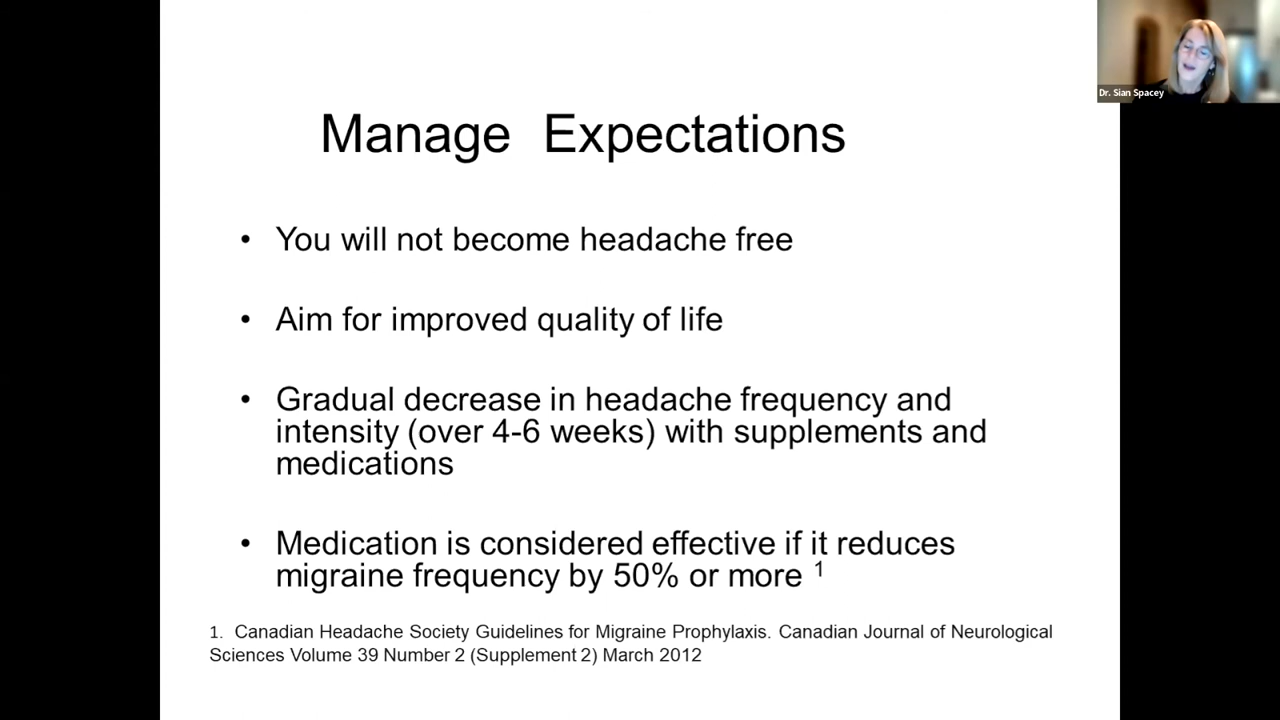 Dr. Sian Spacey
Manage Expectations
• You will not become headache free
• Aim for improved quality of life
• Gradual decrease in headache frequency and
intensity (over 4-6 weeks) with supplements and
medications
• Medication is considered effective if it reduces
migraine frequency by 50% or more 1
1. Canadian Headache Society Guidelines for Migraine Prophylaxis. Canadian Journal of Neurological
Sciences Volume 39 Number 2 (Supplement 2) March 2012